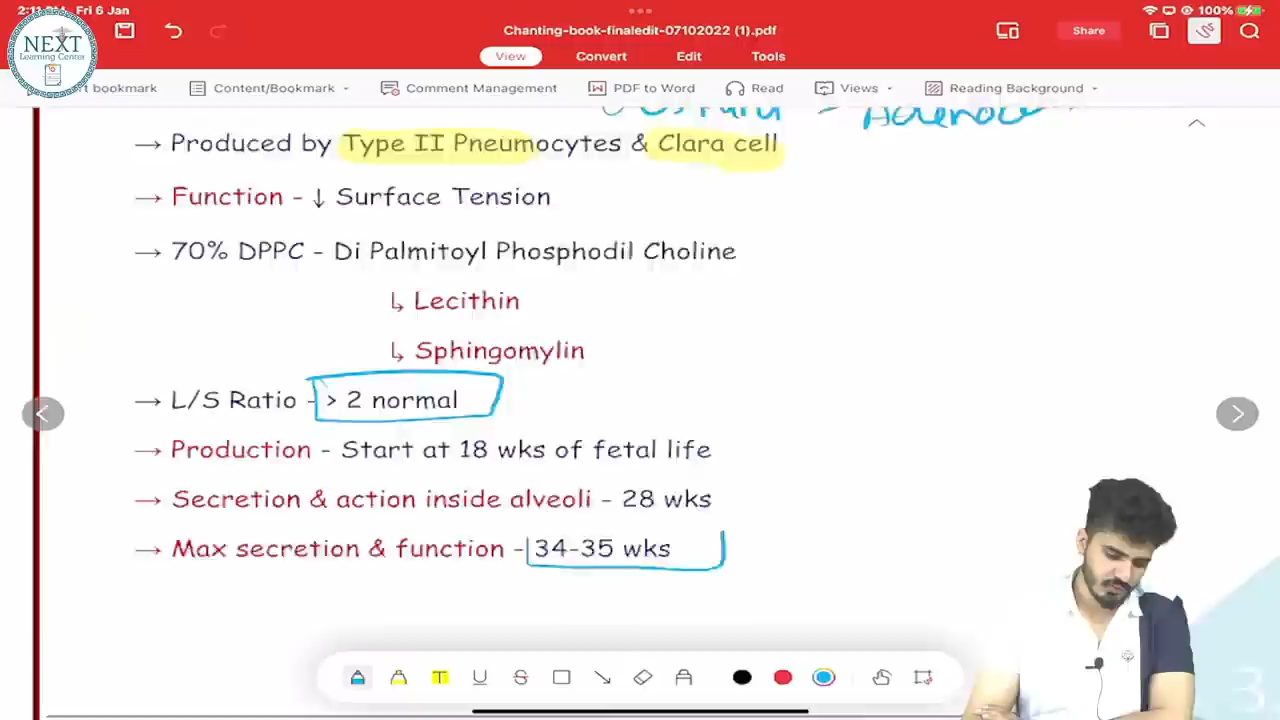 2:11 PM Fri 6 Jan
100%
NEXT
Learning Center
Chanting-book-finaledit-07102022 (1).pdf
Share
View Convert Edit Tools
bookmark Content/Bookmark Comment Management PDF to Word Read Views Reading Background
→ Produced by Type II Pneumocytes & Clara cell
→ Function - ↓ Surface Tension
→ 70% DPPC - Di Palmitoyl Phosphodil Choline
↳ Lecithin
↳ Sphingomylin
→ L/S Ratio - > 2 normal
→ Production - Start at 18 wks of fetal life
→ Secretion & action inside alveoli - 28 wks
→ Max secretion & function - 34-35 wks
T U S A
3